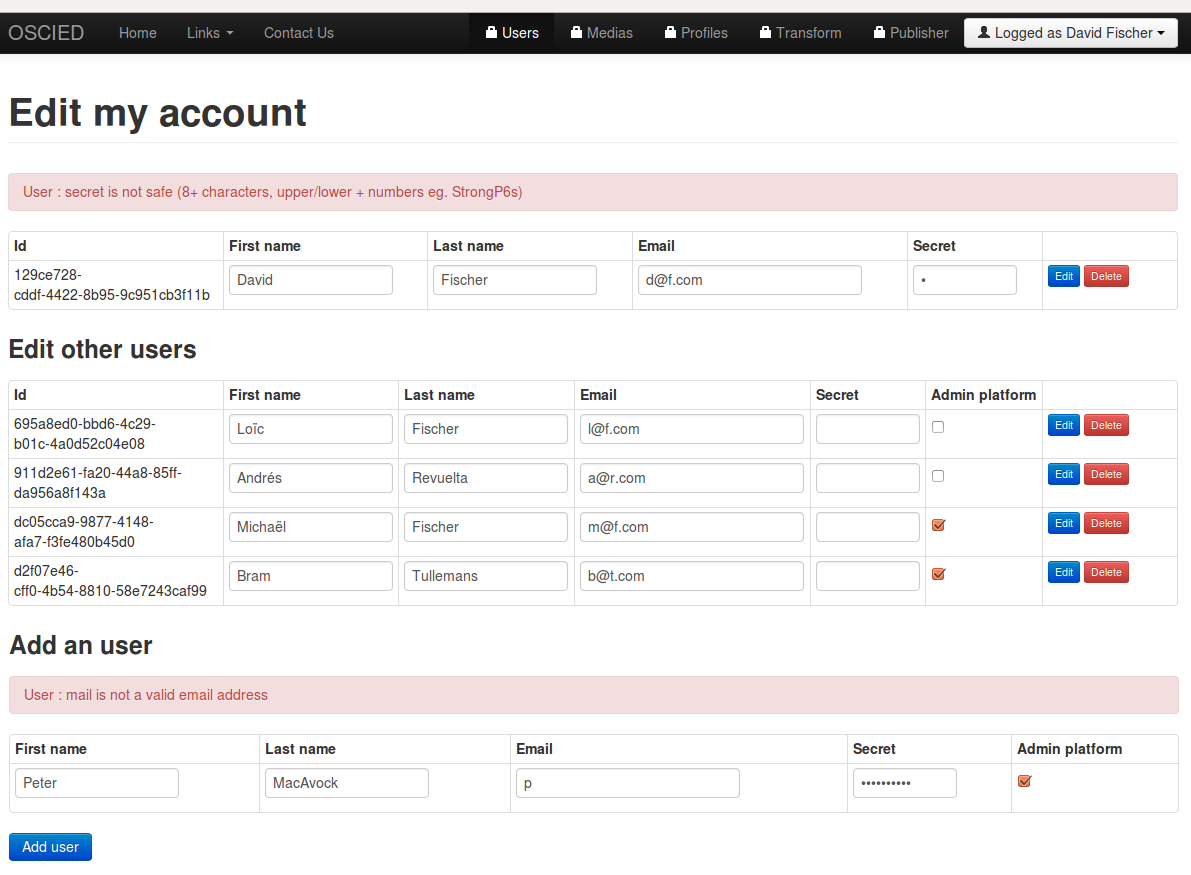 OSCIED Home Links Contact Us Users Medias Profiles Transform Publisher Logged as David Fischer
Edit my account
User : secret is not safe (8+ characters, upper/lower + numbers eg. StrongP6s)
Id First name Last name Email Secret
129ce728-
cddf-4422-8b95-9c951cb3f11b David Fischer d@f.com • Edit Delete
Edit other users
Id First name Last name Email Secret Admin platform
695a8ed0-bbd6-4c29-
b01c-4a0d52c04e08 Loïc Fischer l@f.com Edit Delete
911d2e61-fa20-44a8-85ff-
da956a8f143a Andrés Revuelta a@r.com Edit Delete
dc05cca9-9877-4148-
afa7-f3fe480b45d0 Michaël Fischer m@f.com Edit Delete
d2f07e46-
cff0-4b54-8810-58e7243caf99 Bram Tullemans b@t.com Edit Delete
Add an user
User : mail is not a valid email address
First name Last name Email Secret Admin platform
Peter MacAvock p ••••••••••
Add user